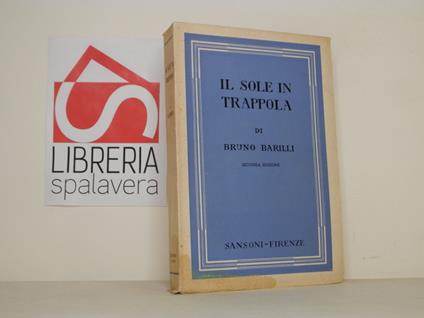 LIBRERIA
spalavera
IL SOLE IN
TRAPPOLA
DI
BRUNO BARILLI
SECONDA EDIZIONE
SANSONI-FIRENZE